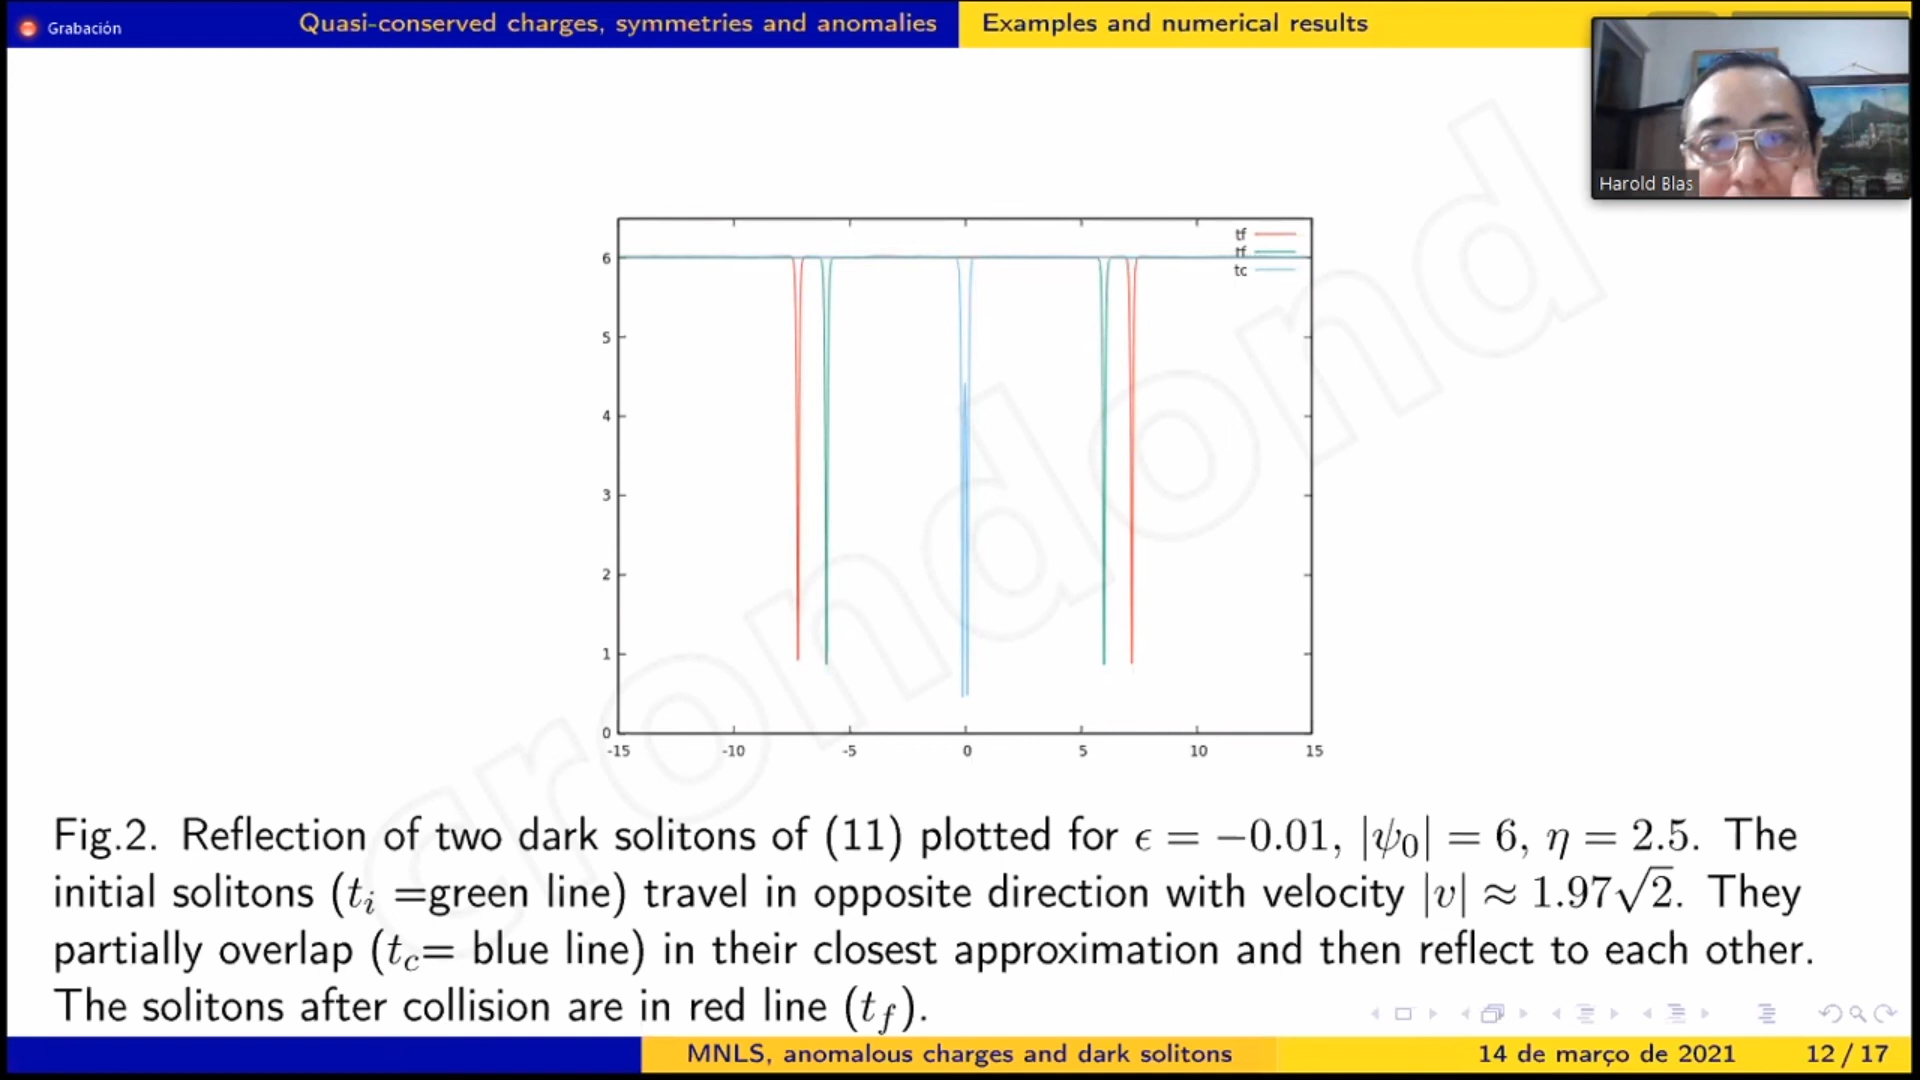 Grabación
Quasi-conserved charges, symmetries and anomalies
Examples and numerical results
Harold Blas
tf
tf
tc
6
5
4
3
2
1
0
-15 -10 -5 0 5 10 15
crondond
Fig.2. Reflection of two dark solitons of (11) plotted for ϵ = −0.01, |ψ₀| = 6, η = 2.5. The
initial solitons (tᵢ =green line) travel in opposite direction with velocity |v| ≈ 1.97√2. They
partially overlap (t_c= blue line) in their closest approximation and then reflect to each other.
The solitons after collision are in red line (t_f).
MNLS, anomalous charges and dark solitons
14 de março de 2021
12 / 17